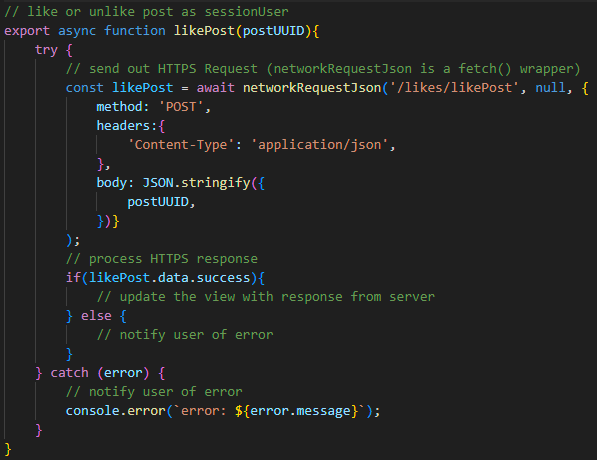 // like or unlike post as sessionUser
export async function likePost(postUUID){
    try {
        // send out HTTPS Request (networkRequestJson is a fetch() wrapper)
        const likePost = await networkRequestJson('/likes/likePost', null, {
            method: 'POST',
            headers:{
                'Content-Type': 'application/json',
            },
            body: JSON.stringify({
                postUUID,
            })}
        );
        // process HTTPS response
        if(likePost.data.success){
            // update the view with response from server
        } else {
            // notify user of error
        }
    } catch (error) {
        // notify user of error
        console.error(`error: ${error.message}`);
    }
}